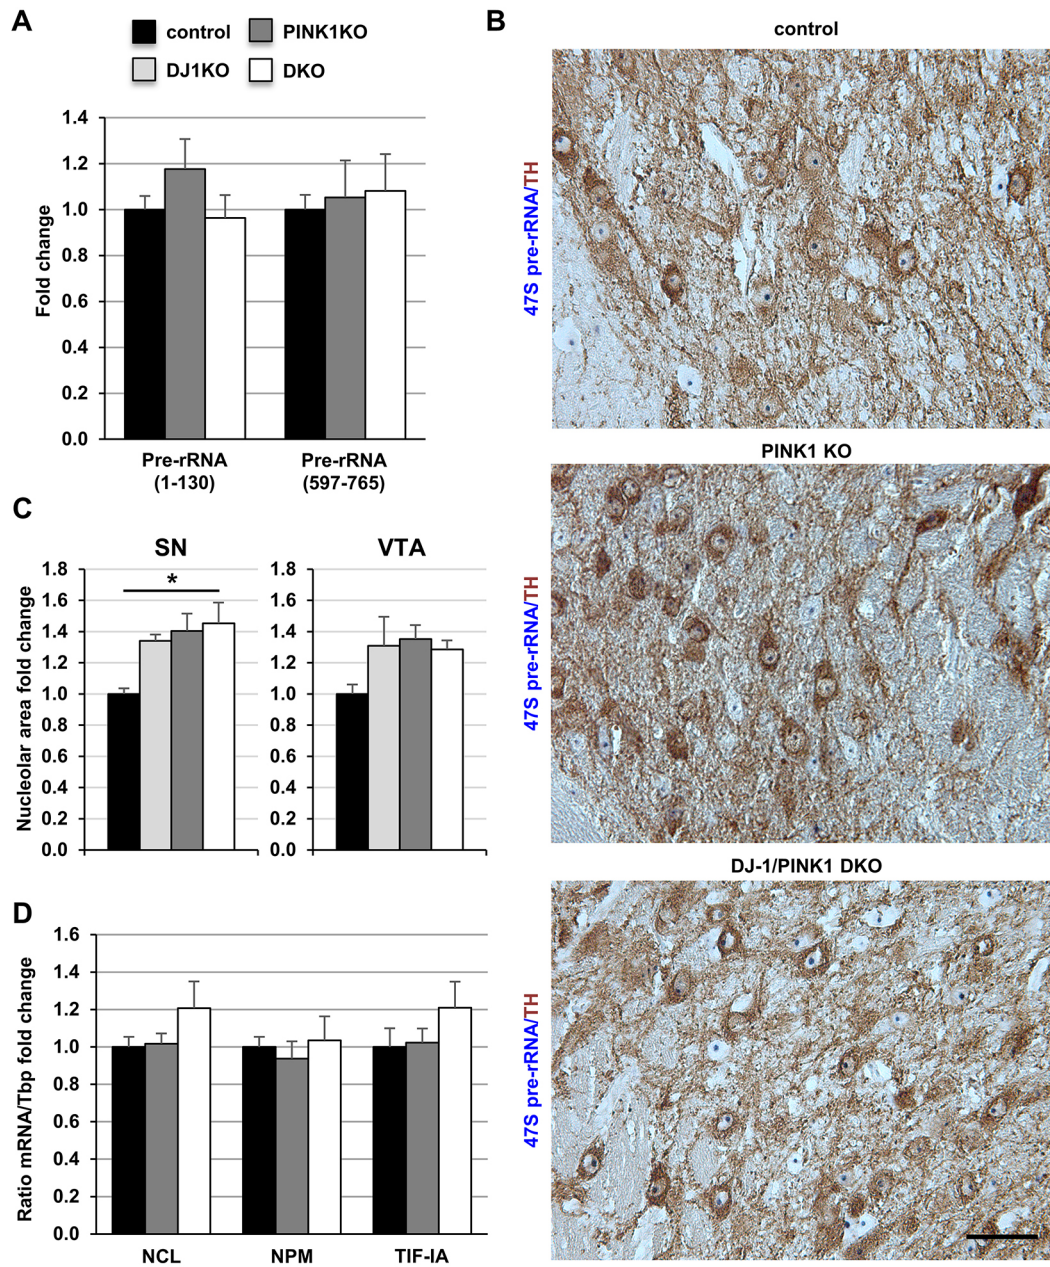 A
control
PINK1KO
DJ1KO
DKO
1.4
1.2
1.0
0.8
0.6
0.4
0.2
0.0
Fold change
Pre-rRNA
(1-130)
Pre-rRNA
(597-765)
B
control
47S pre-rRNA/TH
PINK1 KO
47S pre-rRNA/TH
DJ-1/PINK1 DKO
47S pre-rRNA/TH
C
SN
VTA
Nucleolar area fold change
1.8
1.6
1.4
1.2
1.0
0.8
0.6
0.4
0.2
0.0
*
1.8
1.6
1.4
1.2
1.0
0.8
0.6
0.4
0.2
0.0
D
Ratio mRNA/Tbp fold change
1.6
1.4
1.2
1.0
0.8
0.6
0.4
0.2
0.0
NCL
NPM
TIF-IA